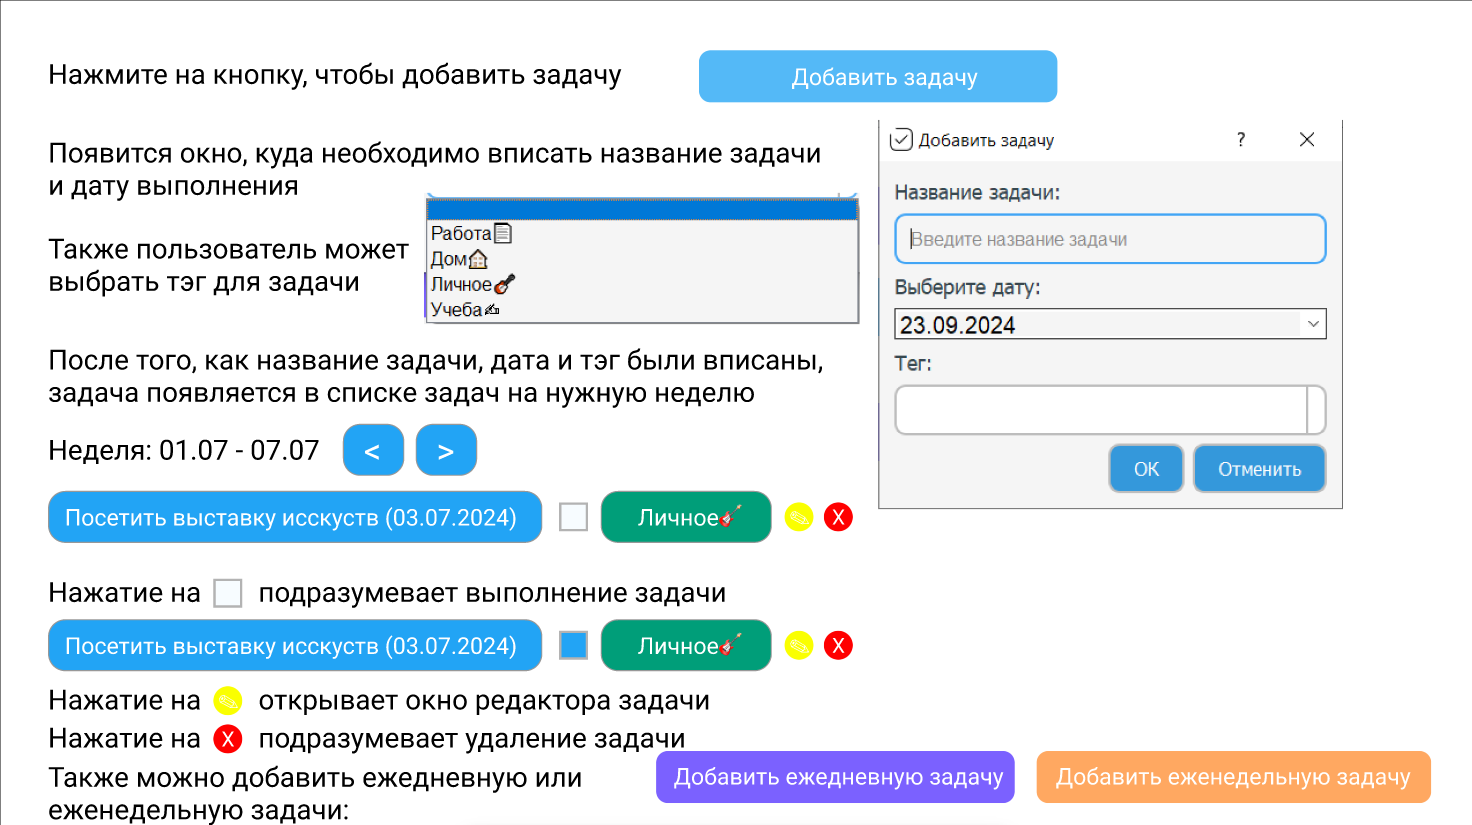 Нажмите на кнопку, чтобы добавить задачу
Добавить задачу
Появится окно, куда необходимо вписать название задачи
и дату выполнения
Также пользователь может
выбрать тэг для задачи
Работа
Дом
Личное
Учеба
Добавить задачу
?
Название задачи:
Введите название задачи
Выберите дату:
23.09.2024
Тег:
ОК
Отменить
После того, как название задачи, дата и тэг были вписаны,
задача появляется в списке задач на нужную неделю
Неделя: 01.07 - 07.07
<
>
Посетить выставку исскуств (03.07.2024)
Личное
X
Нажатие на
подразумевает выполнение задачи
Посетить выставку исскуств (03.07.2024)
Личное
X
Нажатие на
открывает окно редактора задачи
Нажатие на X подразумевает удаление задачи
Также можно добавить ежедневную или
еженедельную задачи:
Добавить ежедневную задачу
Добавить еженедельную задачу